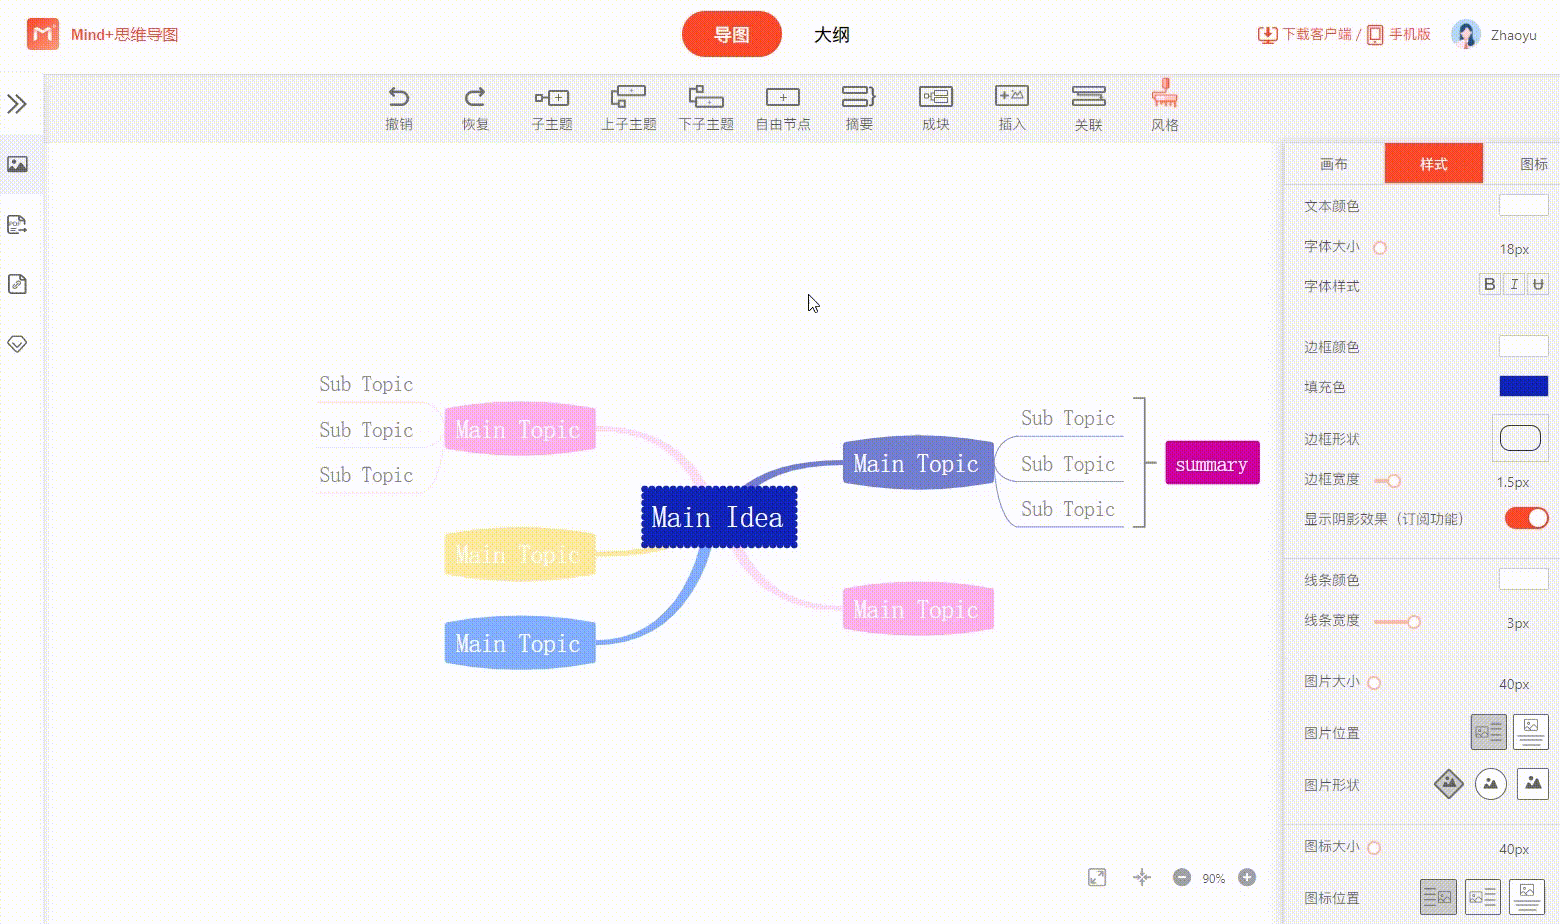 Mind+思维导图
导图
大纲
下载客户端 / 手机版
Zhaoyu
撤销
恢复
子主题
上子主题
下子主题
自由节点
摘要
成块
插入
关联
风格
画布
样式
图标
文本颜色
字体大小
18px
字体样式
B I U
边框颜色
填充色
边框形状
边框宽度
1.5px
显示阴影效果（订阅功能）
线条颜色
线条宽度
3px
图片大小
40px
图片位置
图片形状
图标大小
40px
图标位置
Sub Topic
Sub Topic
Sub Topic
Main Topic
Main Topic
Main Topic
Main Idea
Main Topic
Sub Topic
Sub Topic
Sub Topic
summary
Main Topic
90%